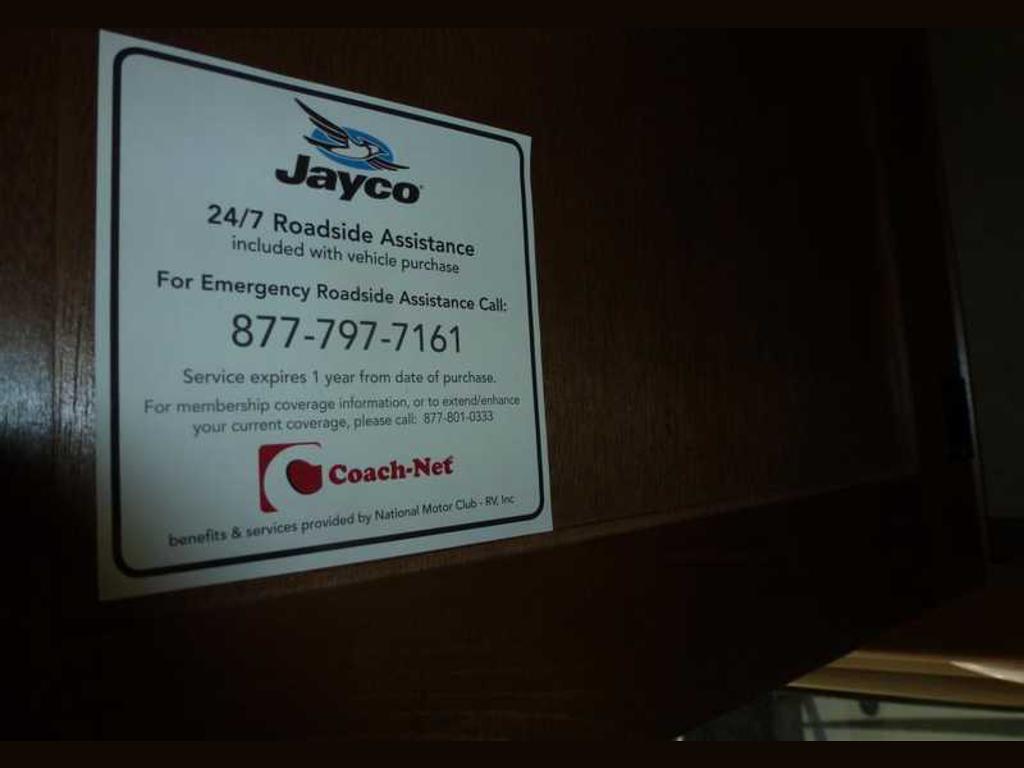 Jayco
24/7 Roadside Assistance
included with vehicle purchase
For Emergency Roadside Assistance Call:
877-797-7161
Service expires 1 year from date of purchase.
For membership coverage information, or to extend/enhance
your current coverage, please call: 877-801-0333
Coach-Net
benefits & services provided by National Motor Club - RV, Inc